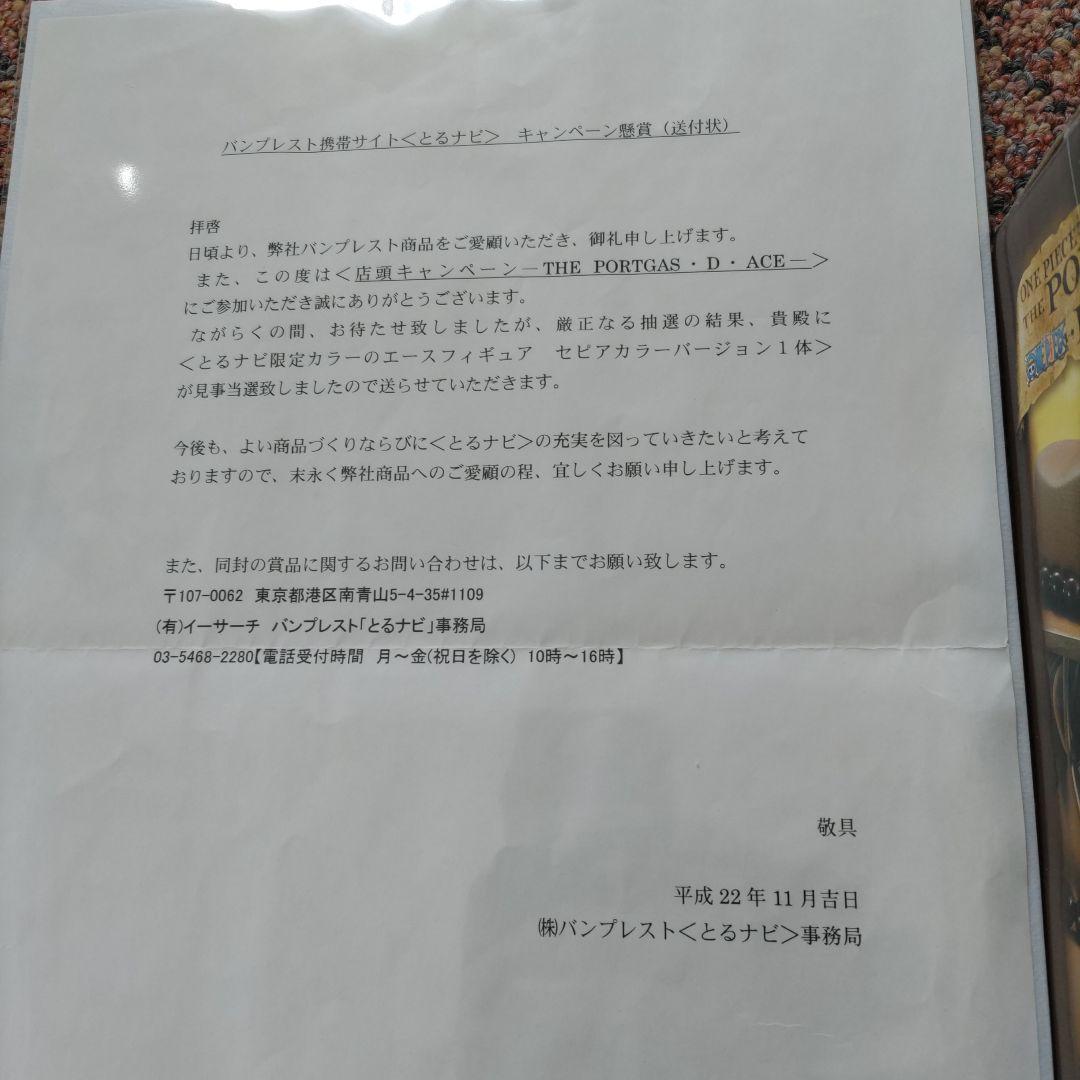 バンプレスト携帯サイト＜とるナビ＞　キャンペーン懸賞（送付状）
拝啓
日頃より、弊社バンプレスト商品をご愛顧いただき、御礼申し上げます。
また、この度は＜店頭キャンペーン―THE PORTGAS・D・ACE―＞
にご参加いただき誠にありがとうございます。
ながらくの間、お待たせ致しましたが、厳正なる抽選の結果、貴殿に
＜とるナビ限定カラーのエースフィギュア　セピアカラーバージョン１体＞
が見事当選致しましたので送らせていただきます。
今後も、よい商品づくりならびに＜とるナビ＞の充実を図っていきたいと考えて
おりますので、末永く弊社商品へのご愛顧の程、宜しくお願い申し上げます。
また、同封の賞品に関するお問い合わせは、以下までお願い致します。
〒107-0062　東京都港区南青山5-4-35#1109
(有)イーサーチ　バンプレスト「とるナビ」事務局
03-5468-2280【電話受付時間　月～金(祝日を除く)　10時～16時】
敬具
平成 22 年 11 月吉日
㈱バンプレスト＜とるナビ＞事務局
ONE PIECE
THE PO